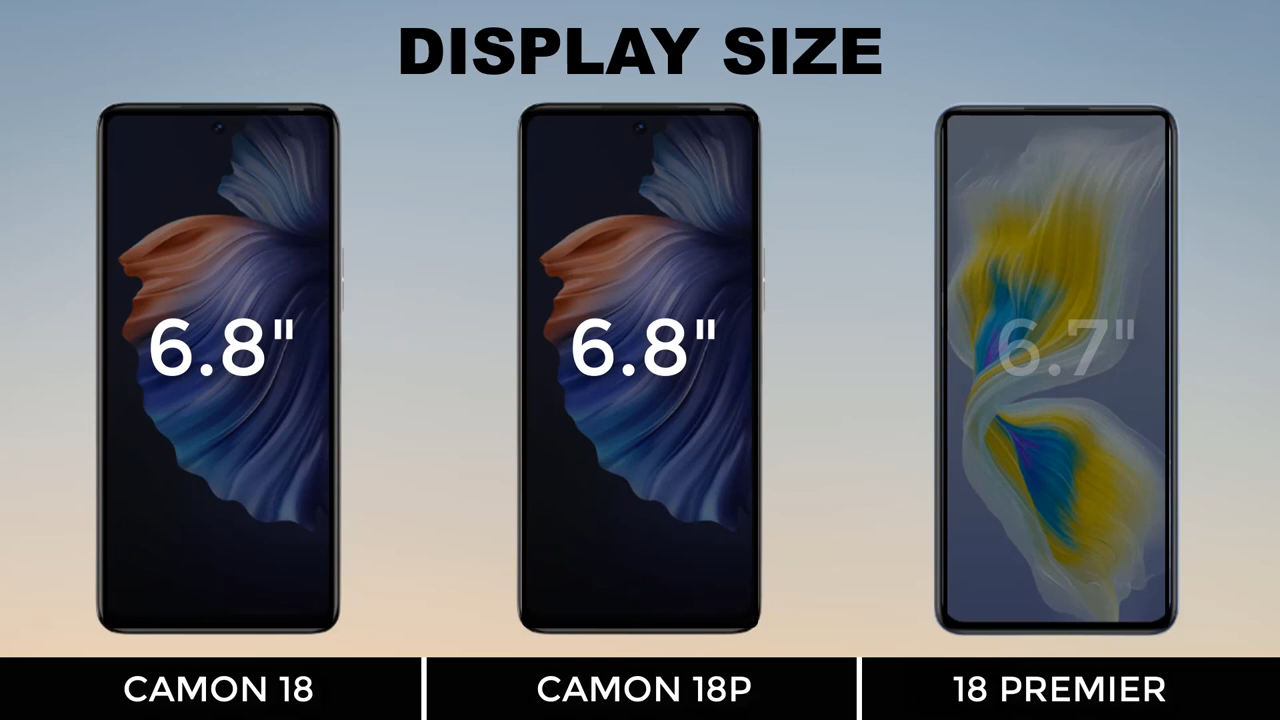 DISPLAY SIZE
6.8"
6.8"
6.7"
CAMON 18
CAMON 18P
18 PREMIER